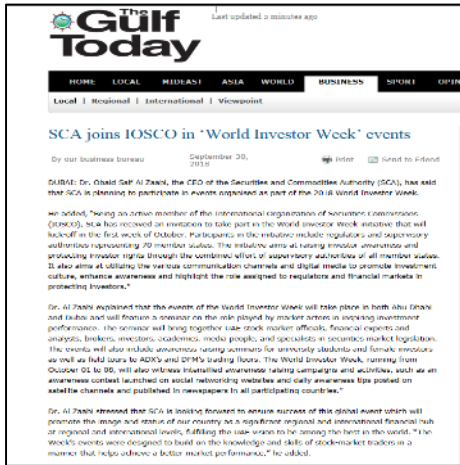 The
Gulf
Today
Last updated 2 minutes ago
HOME LOCAL MIDEAST ASIA WORLD BUSINESS SPORT OPIN
Local | Regional | International | Viewpoint
SCA joins IOSCO in ‘World Investor Week’ events
By our business bureau September 30, 2018 Print Send to Friend
DUBAI: Dr. Obaid Saif Al Zaabi, the CEO of the Securities and Commodities Authority (SCA), has said
that SCA is planning to participate in events organised as part of the 2018 World Investor Week.
He added, "Being an active member of the International Organization of Securities Commissions
(IOSCO), SCA has received an invitation to take part in the World Investor Week initiative that will
kick-off in the first week of October. Participants in the initiative include regulators and supervisory
authorities representing 70 member states. The initiative aims at raising investor awareness and
protecting investor rights through the combined effort of supervisory authorities of all member states.
It also aims at utilizing the various communication channels and digital media to promote investment
culture, enhance awareness and highlight the role assigned to regulators and financial markets in
protecting investors."
Dr. Al Zaabi explained that the events of the World Investor Week will take place in both Abu Dhabi
and Dubai and will feature a seminar on the role played by market actors in inspiring investment
performance. The seminar will bring together UAE stock market officials, financial experts and
analysts, brokers, investors, academics, media people, and specialists in securities market legislation.
The events will also include awareness raising seminars for university students and female investors
as well as field tours to ADX's and DFM's trading floors. The World Investor Week, running from
October 01 to 08, will also witness intensified awareness raising campaigns and activities, such as an
awareness contest launched on social networking websites and daily awareness tips posted on
satellite channels and published in newspapers in all participating countries."
Dr. Al Zaabi stressed that SCA is looking forward to ensure success of this global event which will
promote the image and status of our country as a significant regional and international financial hub
at regional and international levels, fulfilling the UAE vision to be among the best in the world. "The
Week's events were designed to build on the knowledge and skills of stock-market traders in a
manner that helps achieve a better market performance," he added.